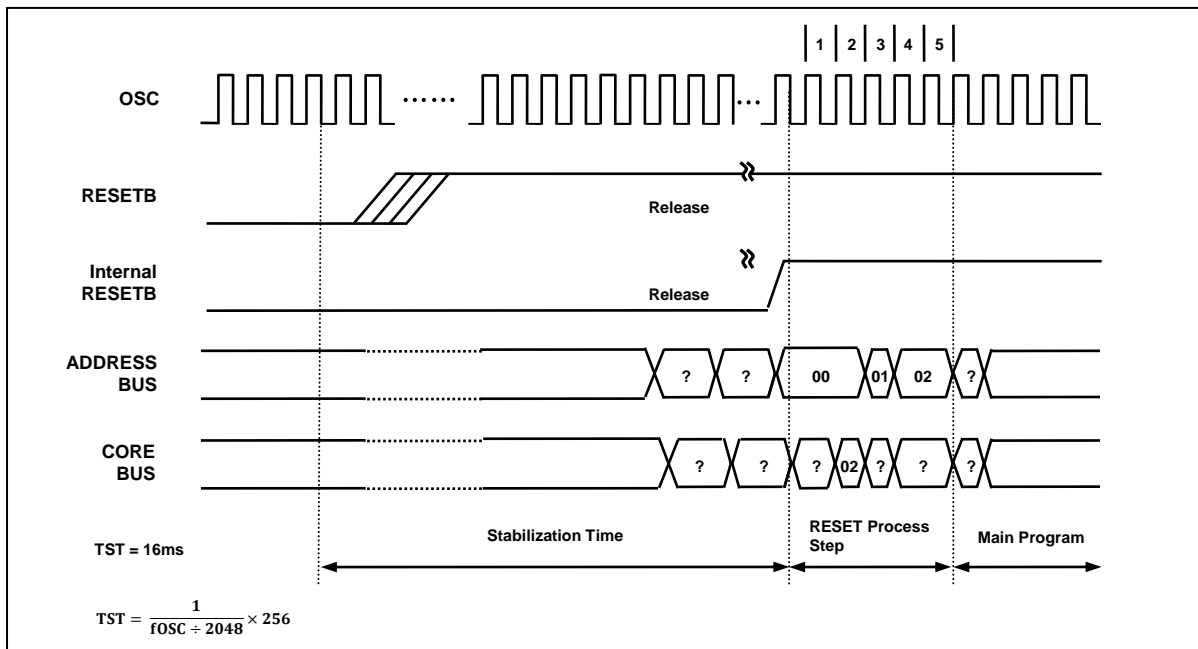 1 2 3 4 5
OSC
...... ...
RESETB
Release
Internal
RESETB
Release
ADDRESS
BUS
? ? 00 01 02 ?
CORE
BUS
? ? ? 02 ? ? ?
TST = 16ms
Stabilization Time
RESET Process
Step
Main Program
TST = 1 / fOSC ÷ 2048 × 256